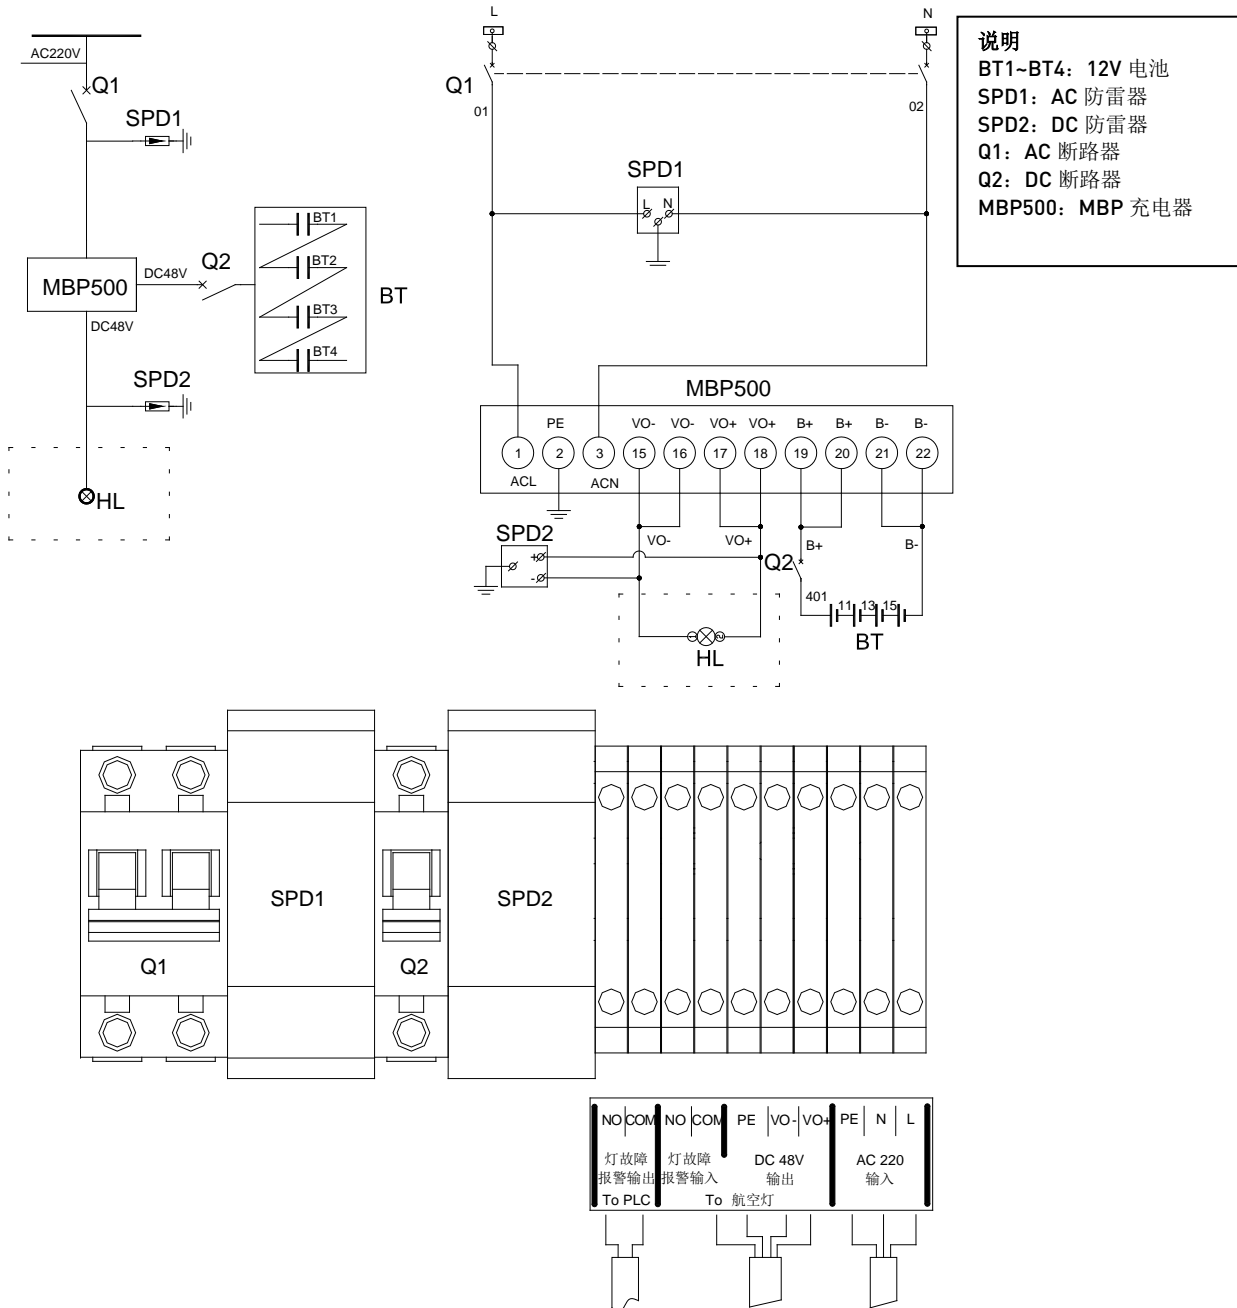 AC220V
Q1
SPD1
MBP500
DC48V
Q2
BT1
BT2
BT3
BT4
BT
DC48V
SPD2
HL
L
N
Q1
01
02
SPD1
L N
MBP500
PE VO- VO- VO+ VO+ B+ B+ B- B-
1 2 3 15 16 17 18 19 20 21 22
ACL ACN
SPD2
+
-
VO- VO+ B+ B-
Q2
401 11 13 15
BT
1 2
HL
说明
BT1~BT4: 12V 电池
SPD1: AC 防雷器
SPD2: DC 防雷器
Q1: AC 断路器
Q2: DC 断路器
MBP500: MBP 充电器
SPD1
SPD2
Q1
Q2
NO COM NO COM PE VO- VO+ PE N L
灯故障 灯故障 DC 48V AC 220
报警输出 报警输入 输出 输入
To PLC To 航空灯